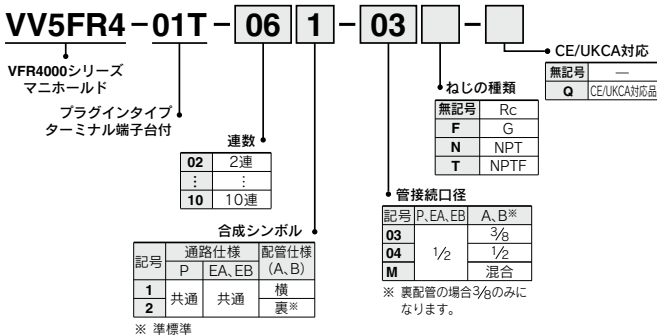 VV5FR4-01T-06 1-03 □-□
VFR4000シリーズ
マニホールド
プラグインタイプ
ターミナル端子台付
連数
02 2連
⋮ ⋮
10 10連
合成シンボル
記号 通路仕様 配管仕様
P EA、EB (A、B)
1 共通 共通 横
2 裏※
※ 準標準
CE/UKCA対応
無記号 —
Q CE/UKCA対応品
ねじの種類
無記号 Rc
F G
N NPT
T NPTF
管接続口径
記号 P、EA、EB A、B※
03 1/2 3/8
04 1/2
M 混合
※ 裏配管の場合3/8のみに
なります。